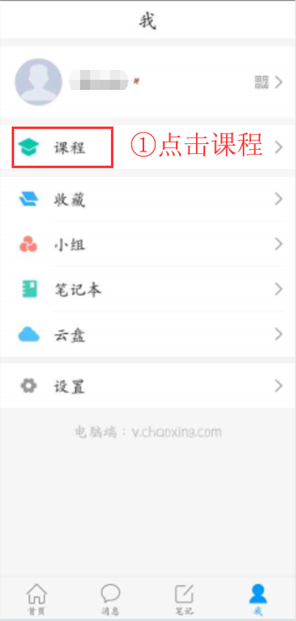 我
课程
①点击课程
收藏
小组
笔记本
云盘
设置
电脑端：v.chaoxing.com
首页
消息
笔记
我